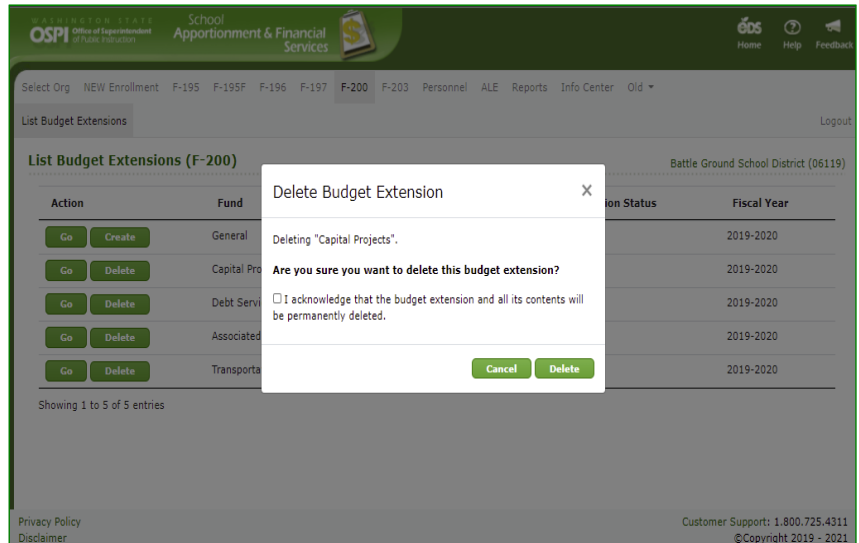 WASHINGTON STATE
OSPI Office of Superintendent
of Public Instruction
School
Apportionment & Financial
Services
ėDS
Home Help Feedback
Select Org NEW Enrollment F-195 F-195F F-196 F-197 F-200 F-203 Personnel ALE Reports Info Center Old
List Budget Extensions Logout
List Budget Extensions (F-200) Battle Ground School District (06119)
Delete Budget Extension X
Action Fund ion Status Fiscal Year
Go Create General 2019-2020
Deleting "Capital Projects".
Go Delete Capital Pro 2019-2020
Are you sure you want to delete this budget extension?
Go Delete Debt Servi 2019-2020
I acknowledge that the budget extension and all its contents will
be permanently deleted.
Go Delete Associated 2019-2020
Go Delete Transporta 2019-2020
Cancel Delete
Showing 1 to 5 of 5 entries
Privacy Policy Customer Support: 1.800.725.4311
Disclaimer ©Copyright 2019 - 2021